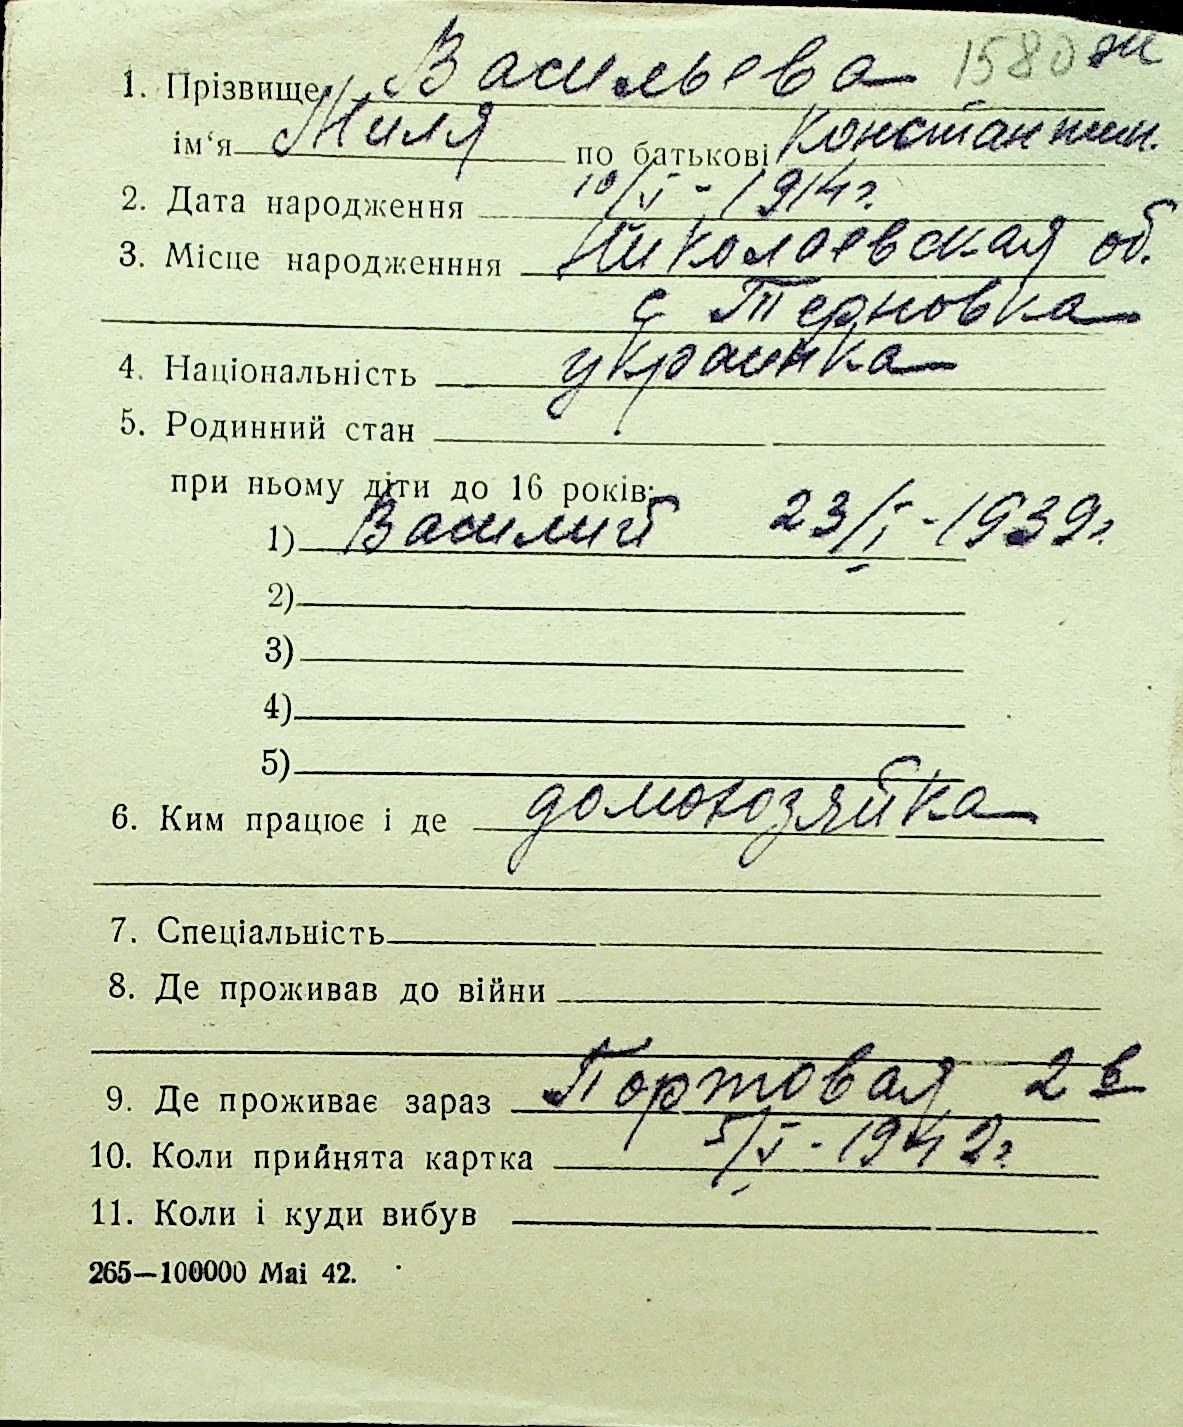 1580 ж
1. Прізвище Васильева
ім‘я Миля по батькові Константин.
2. Дата народження 10/I - 1914 г.
3. Місце народженння Николаевская об.
с Терновка
4. Національність украинка
5. Родинний стан
при ньому діти до 16 років:
1) Василий 23/I - 1939 г.
2)
3)
4)
5)
6. Ким працює і де домохозяйка
7. Спеціальність
8. Де проживав до війни
9. Де проживає зараз Портовая 2 в
10. Коли прийнята картка 5/V - 1942 г.
11. Коли і куди вибув
265—100000 Mai 42.